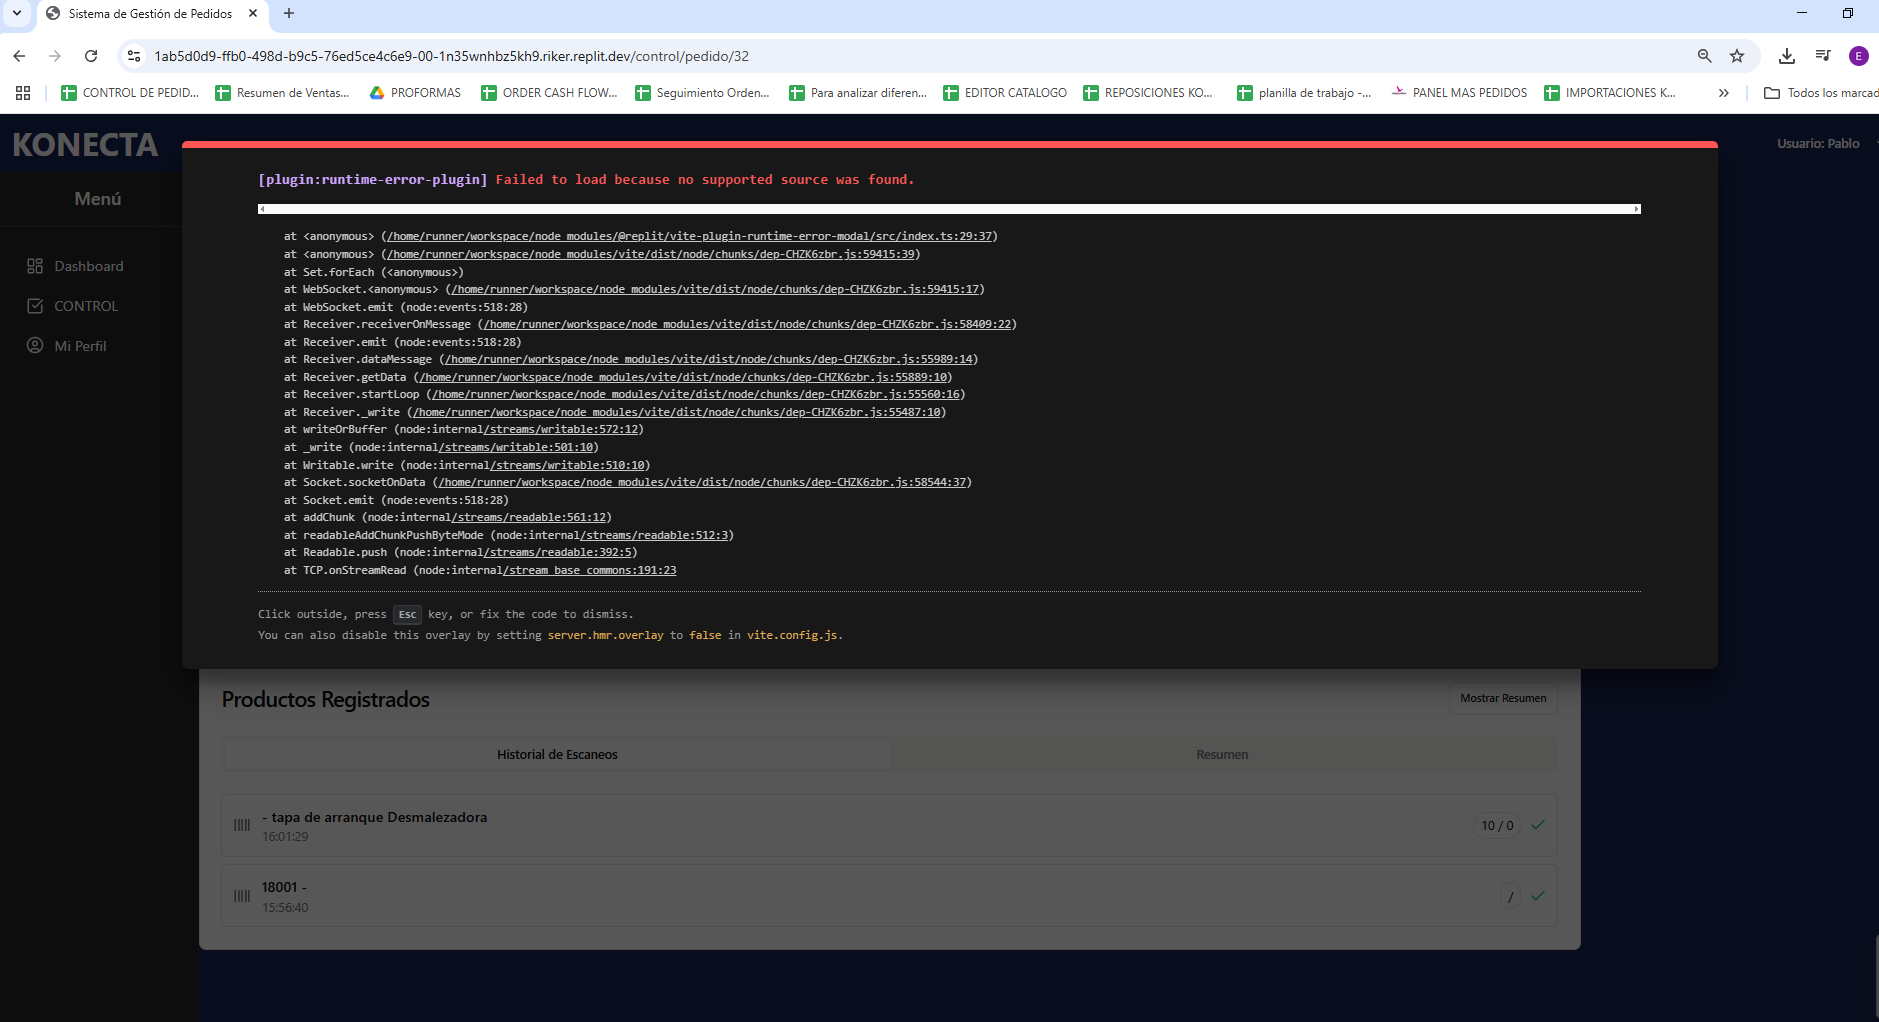 Sistema de Gestión de Pedidos
1ab5d0d9-ffb0-498d-b9c5-76ed5ce4c6e9-00-1n35wnhbz5kh9.riker.replit.dev/control/pedido/32
E
CONTROL DE PEDID...
Resumen de Ventas...
PROFORMAS
ORDER CASH FLOW...
Seguimiento Orden...
Para analizar diferen...
EDITOR CATALOGO
REPOSICIONES KO...
planilla de trabajo -...
PANEL MAS PEDIDOS
IMPORTACIONES K...
Todos los marcad
KONECTA
Usuario: Pablo
Menú
Dashboard
CONTROL
Mi Perfil
[plugin:runtime-error-plugin] Failed to load because no supported source was found.
at <anonymous> (/home/runner/workspace/node_modules/@replit/vite-plugin-runtime-error-modal/src/index.ts:29:37)
at <anonymous> (/home/runner/workspace/node_modules/vite/dist/node/chunks/dep-CHZK6zbr.js:59415:39)
at Set.forEach (<anonymous>)
at WebSocket.<anonymous> (/home/runner/workspace/node_modules/vite/dist/node/chunks/dep-CHZK6zbr.js:59415:17)
at WebSocket.emit (node:events:518:28)
at Receiver.receiverOnMessage (/home/runner/workspace/node_modules/vite/dist/node/chunks/dep-CHZK6zbr.js:58409:22)
at Receiver.emit (node:events:518:28)
at Receiver.dataMessage (/home/runner/workspace/node_modules/vite/dist/node/chunks/dep-CHZK6zbr.js:55989:14)
at Receiver.getData (/home/runner/workspace/node_modules/vite/dist/node/chunks/dep-CHZK6zbr.js:55889:10)
at Receiver.startLoop (/home/runner/workspace/node_modules/vite/dist/node/chunks/dep-CHZK6zbr.js:55560:16)
at Receiver._write (/home/runner/workspace/node_modules/vite/dist/node/chunks/dep-CHZK6zbr.js:55487:10)
at writeOrBuffer (node:internal/streams/writable:572:12)
at _write (node:internal/streams/writable:501:10)
at Writable.write (node:internal/streams/writable:510:10)
at Socket.socketOnData (/home/runner/workspace/node_modules/vite/dist/node/chunks/dep-CHZK6zbr.js:58544:37)
at Socket.emit (node:events:518:28)
at addChunk (node:internal/streams/readable:561:12)
at readableAddChunkPushByteMode (node:internal/streams/readable:512:3)
at Readable.push (node:internal/streams/readable:392:5)
at TCP.onStreamRead (node:internal/stream_base_commons:191:23
Click outside, press Esc key, or fix the code to dismiss.
You can also disable this overlay by setting server.hmr.overlay to false in vite.config.js.
Productos Registrados
Mostrar Resumen
Historial de Escaneos
Resumen
- tapa de arranque Desmalezadora
16:01:29
10 / 0
18001 -
15:56:40
/